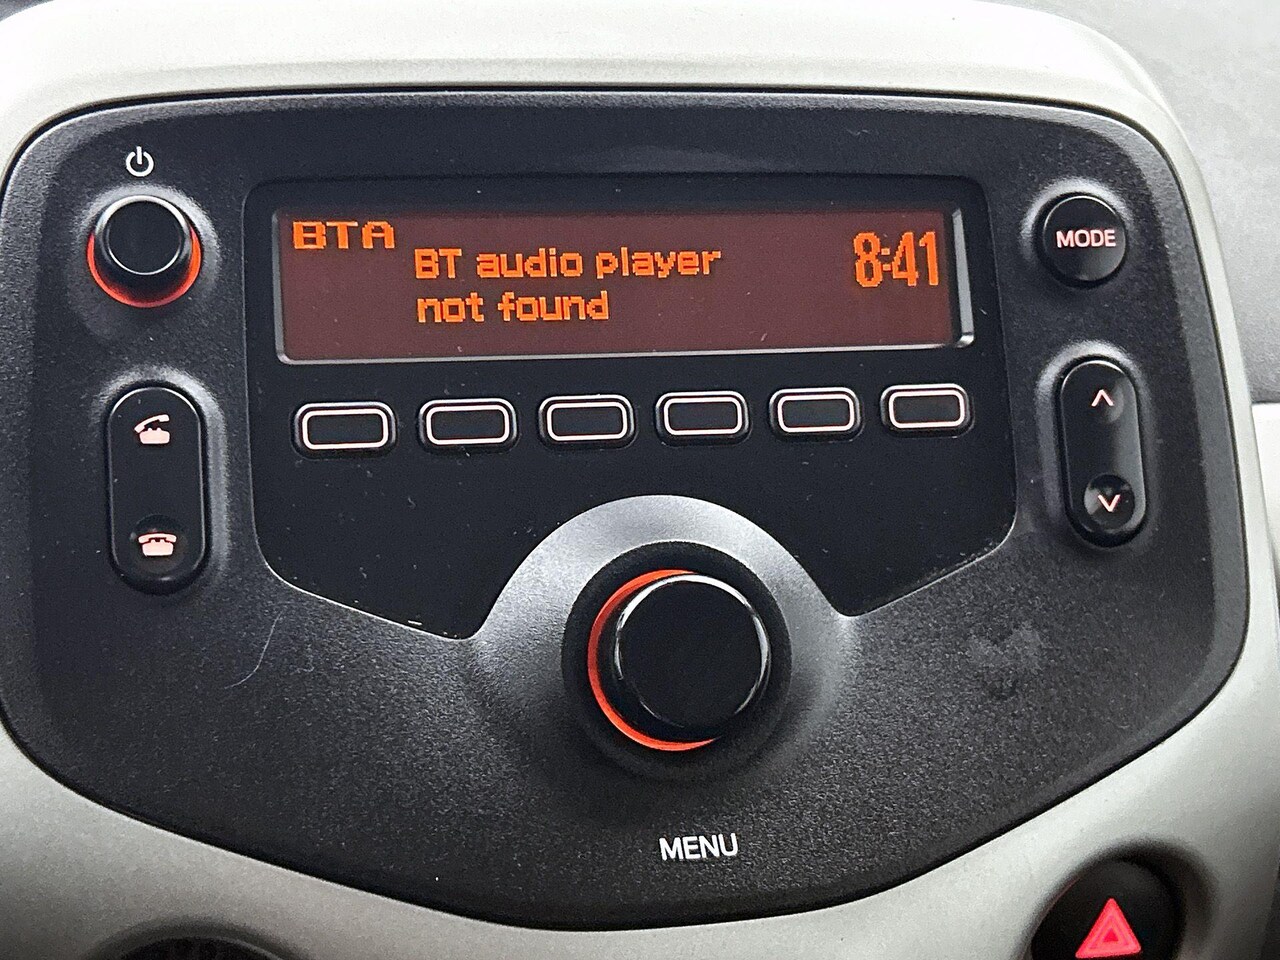 BTA
BT audio player
not found
8:41
MODE
MENU